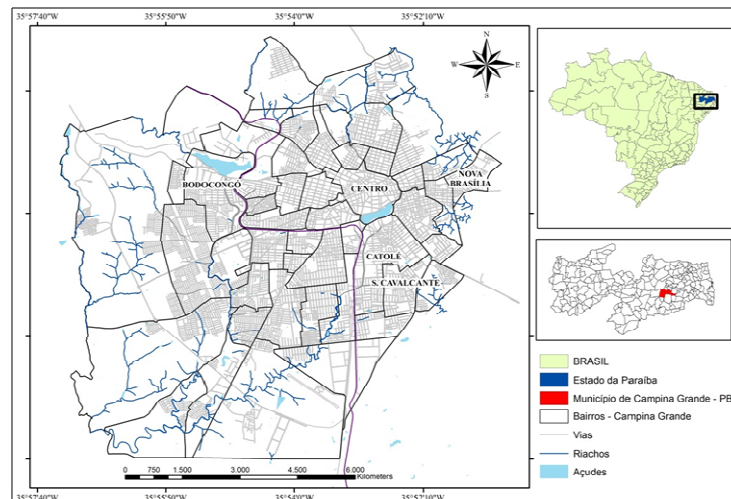 35°57'40"W 35°55'50"W 35°54'0"W 35°52'10"W
N
W E
S
BODOCONGÓ
CENTRO
NOVA
BRASÍLIA
CATOLÉ
S. CAVALCANTE
0 750 1.500 3.000 4.500 6.000
Kilometers
35°57'40"W 35°55'50"W 35°54'0"W 35°52'10"W
BRASIL
Estado da Paraíba
Município de Campina Grande - PB
Bairros - Campina Grande
Vias
Riachos
Açudes